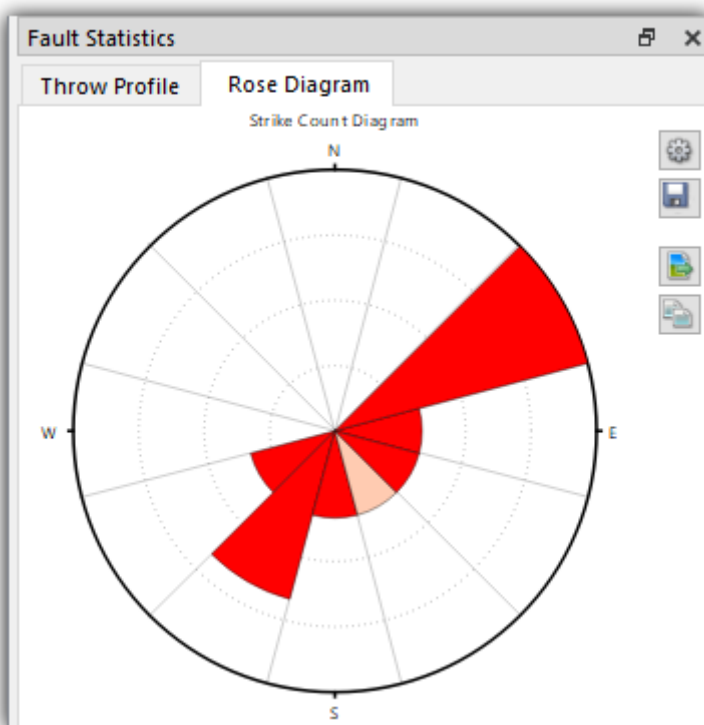 Fault Statistics
Throw Profile
Rose Diagram
Strike Count Diagram
N
W
E
S